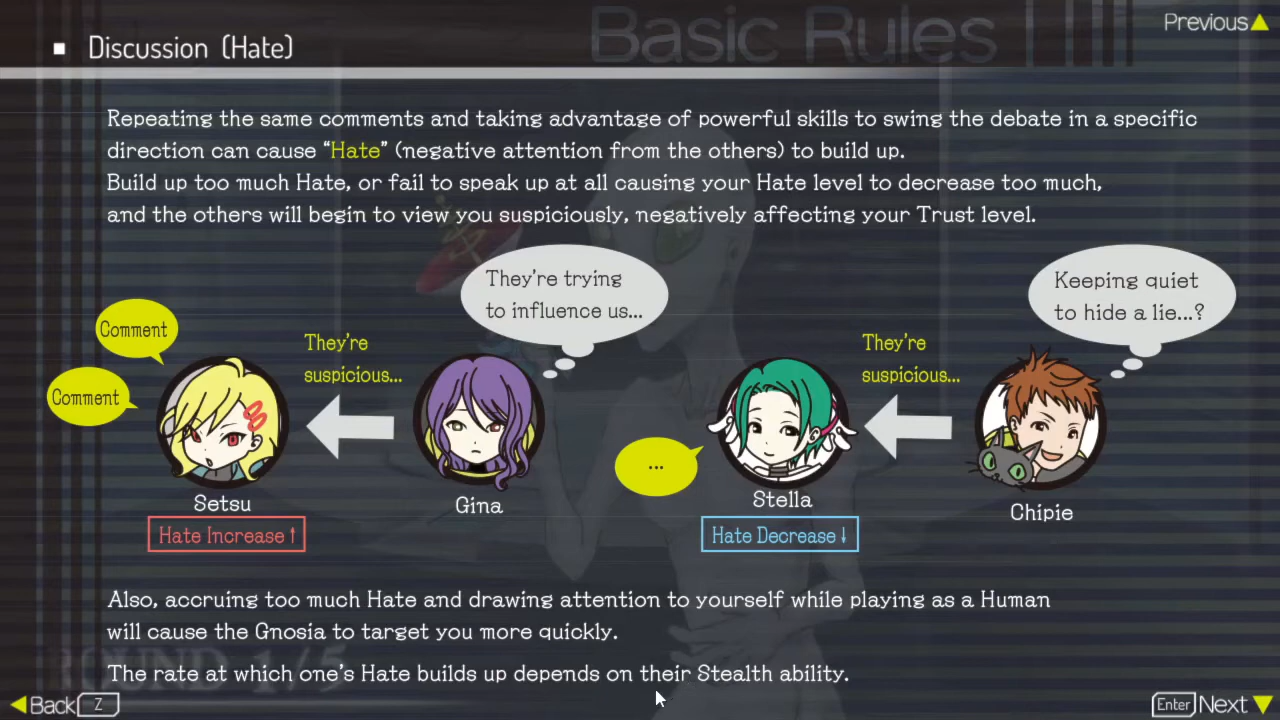 Basic Rules
Previous
Discussion (Hate)
Repeating the same comments and taking advantage of powerful skills to swing the debate in a specific
direction can cause “Hate” (negative attention from the others) to build up.
Build up too much Hate, or fail to speak up at all causing your Hate level to decrease too much,
and the others will begin to view you suspiciously, negatively affecting your Trust level.
They're trying
to influence us...
Keeping quiet
to hide a lie...?
Comment
Comment
They're
suspicious...
They're
suspicious...
...
Setsu
Gina
Stella
Chipie
Hate Increase↑
Hate Decrease↓
Also, accruing too much Hate and drawing attention to yourself while playing as a Human
will cause the Gnosia to target you more quickly.
The rate at which one's Hate builds up depends on their Stealth ability.
ROUND 1/5
Back Z
Enter Next